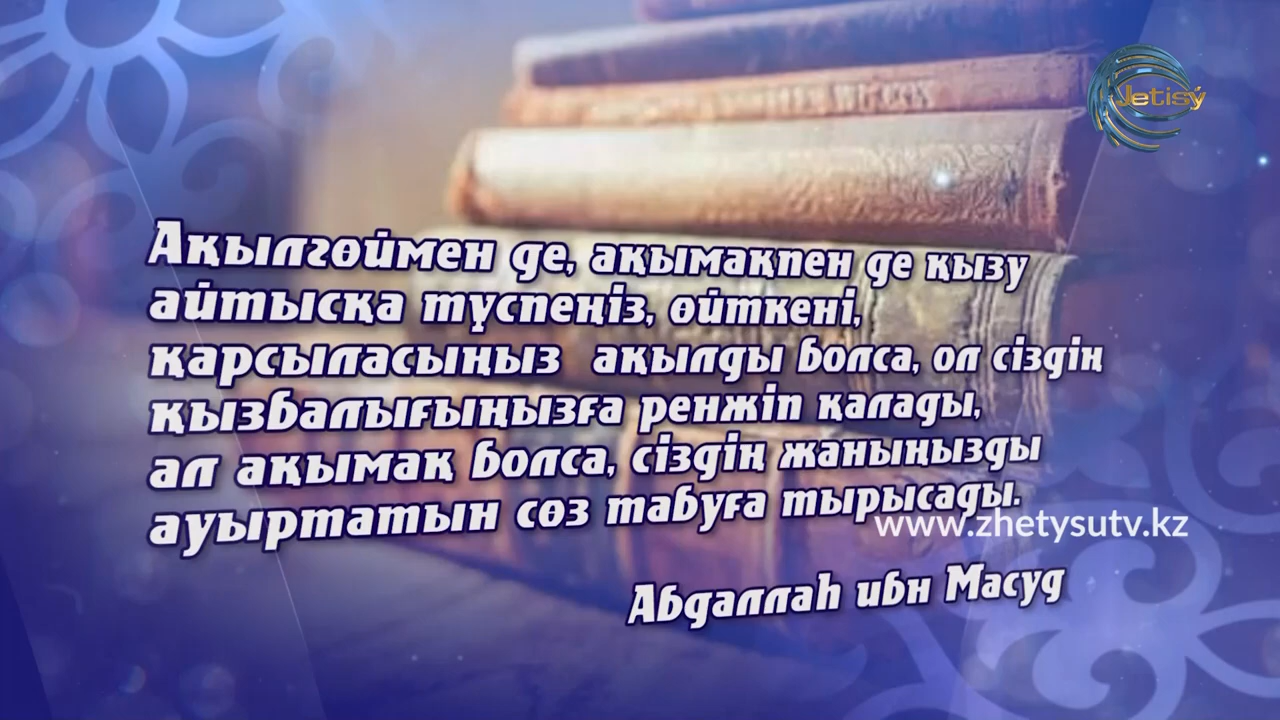 Jetisý
Ақылгөймен де, ақымақпен де қызу
айтысқа түспеңіз, өйткені,
қарсыласыңыз ақылды болса, ол сіздің
қызбалығыңызға ренжіп қалады,
ал ақымақ болса, сіздің жаныңызды
ауыртатын сөз табуға тырысады.
www.zhetysutv.kz
Абдаллаһ ибн Масуд